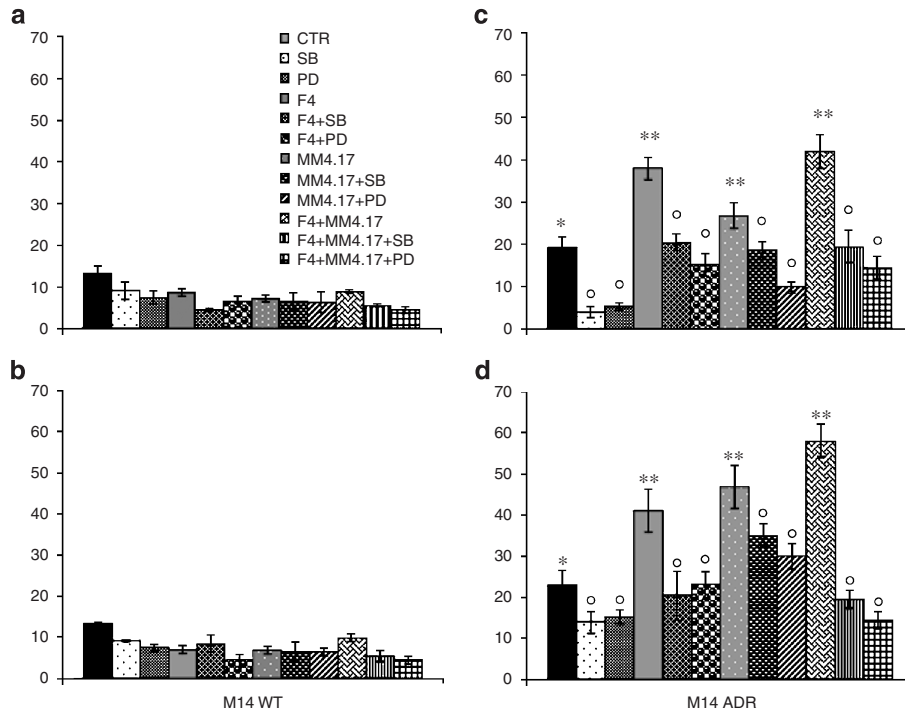 a
70
60
50
40
30
20
10
0
CTR
SB
PD
F4
F4+SB
F4+PD
MM4.17
MM4.17+SB
MM4.17+PD
F4+MM4.17
F4+MM4.17+SB
F4+MM4.17+PD
b
70
60
50
40
30
20
10
0
M14 WT
c
70
60
50
40
30
20
10
0
*
**
**
**
d
70
60
50
40
30
20
10
0
*
**
**
**
M14 ADR